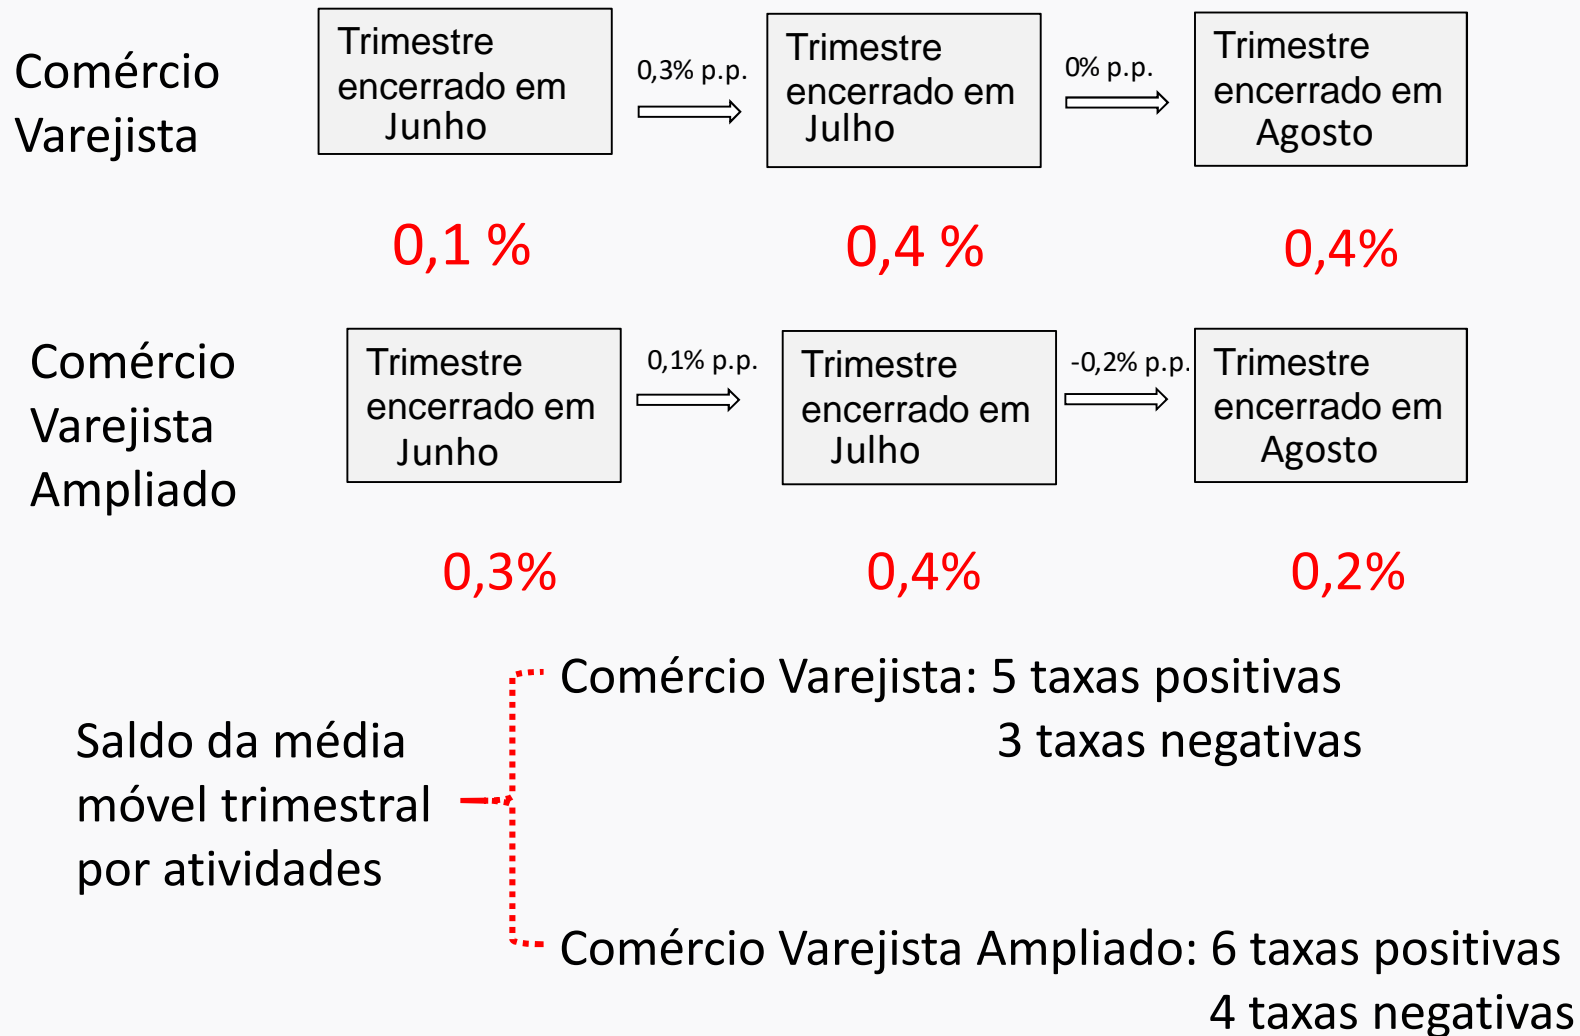 Comércio
Varejista
Trimestre
encerrado em
Junho
0,3% p.p.
Trimestre
encerrado em
Julho
0% p.p.
Trimestre
encerrado em
Agosto
0,1 %
0,4 %
0,4%
Comércio
Varejista
Ampliado
Trimestre
encerrado em
Junho
0,1% p.p.
Trimestre
encerrado em
Julho
-0,2% p.p.
Trimestre
encerrado em
Agosto
0,3%
0,4%
0,2%
Saldo da média
móvel trimestral
por atividades
Comércio Varejista: 5 taxas positivas
3 taxas negativas
Comércio Varejista Ampliado: 6 taxas positivas
4 taxas negativas